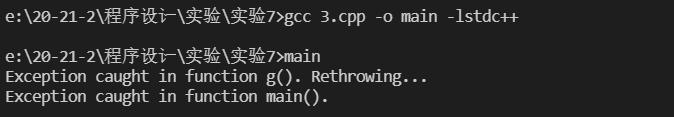 e:\20-21-2\程序设计\实验\实验7>gcc 3.cpp -o main -lstdc++
e:\20-21-2\程序设计\实验\实验7>main
Exception caught in function g(). Rethrowing...
Exception caught in function main().